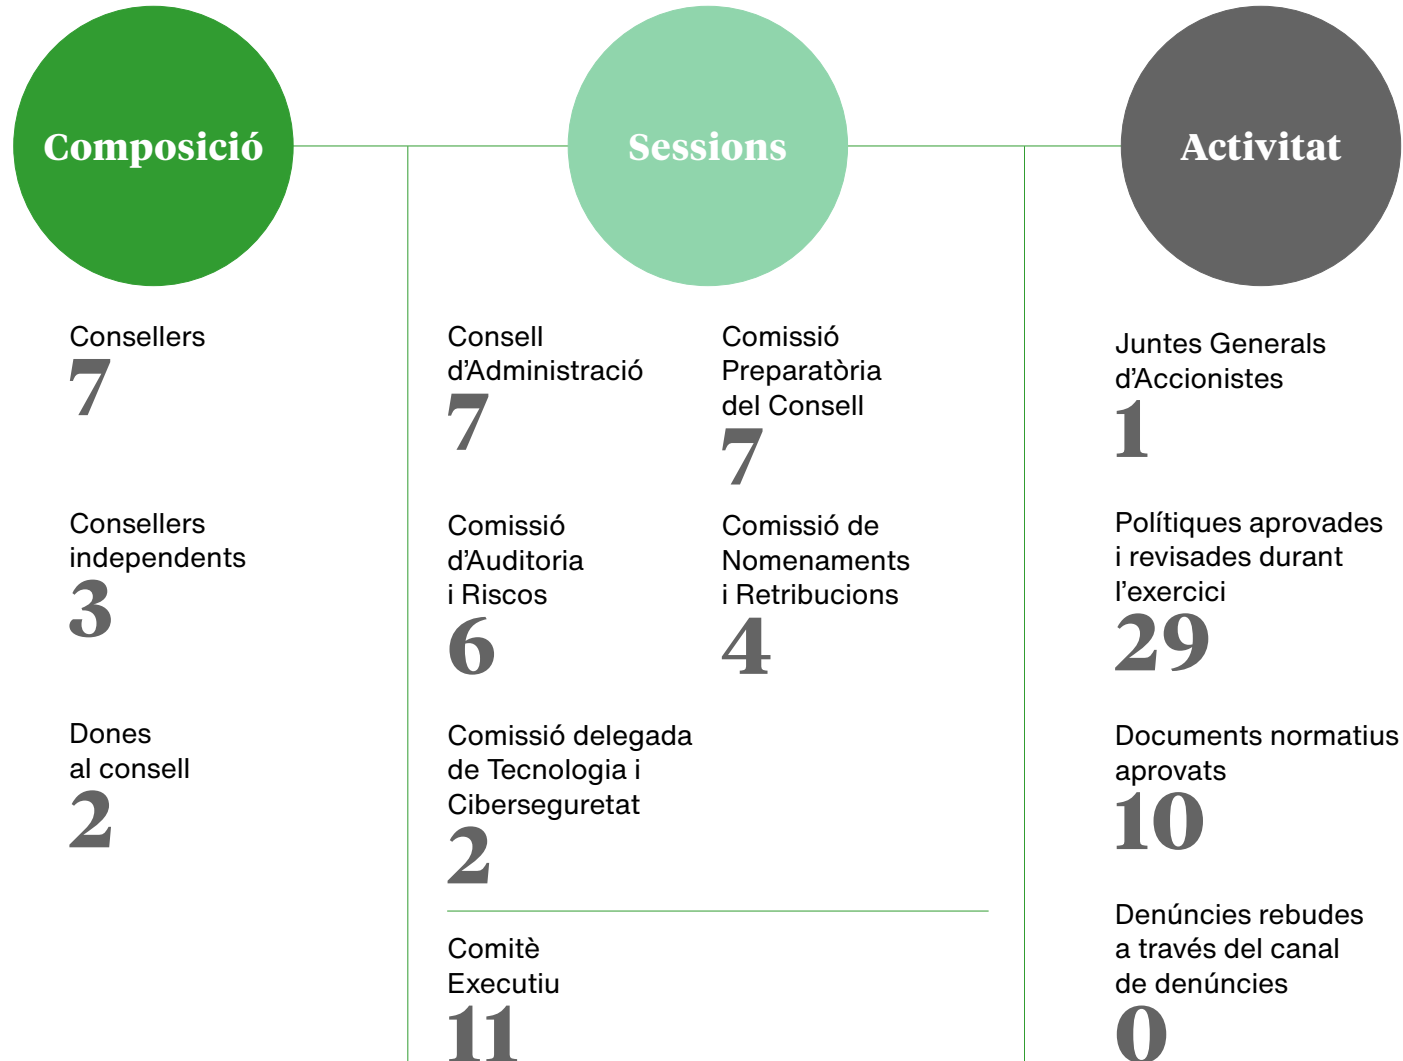 Composició
Sessions
Activitat
Consellers
7
Consellers
independents
3
Dones
al consell
2
Consell
d’Administració
7
Comissió
Preparatòria
del Consell
7
Comissió
d’Auditoria
i Riscos
6
Comissió de
Nomenaments
i Retribucions
4
Comissió delegada
de Tecnologia i
Ciberseguretat
2
Comitè
Executiu
11
Juntes Generals
d’Accionistes
1
Polítiques aprovades
i revisades durant
l’exercici
29
Documents normatius
aprovats
10
Denúncies rebudes
a través del canal
de denúncies
0